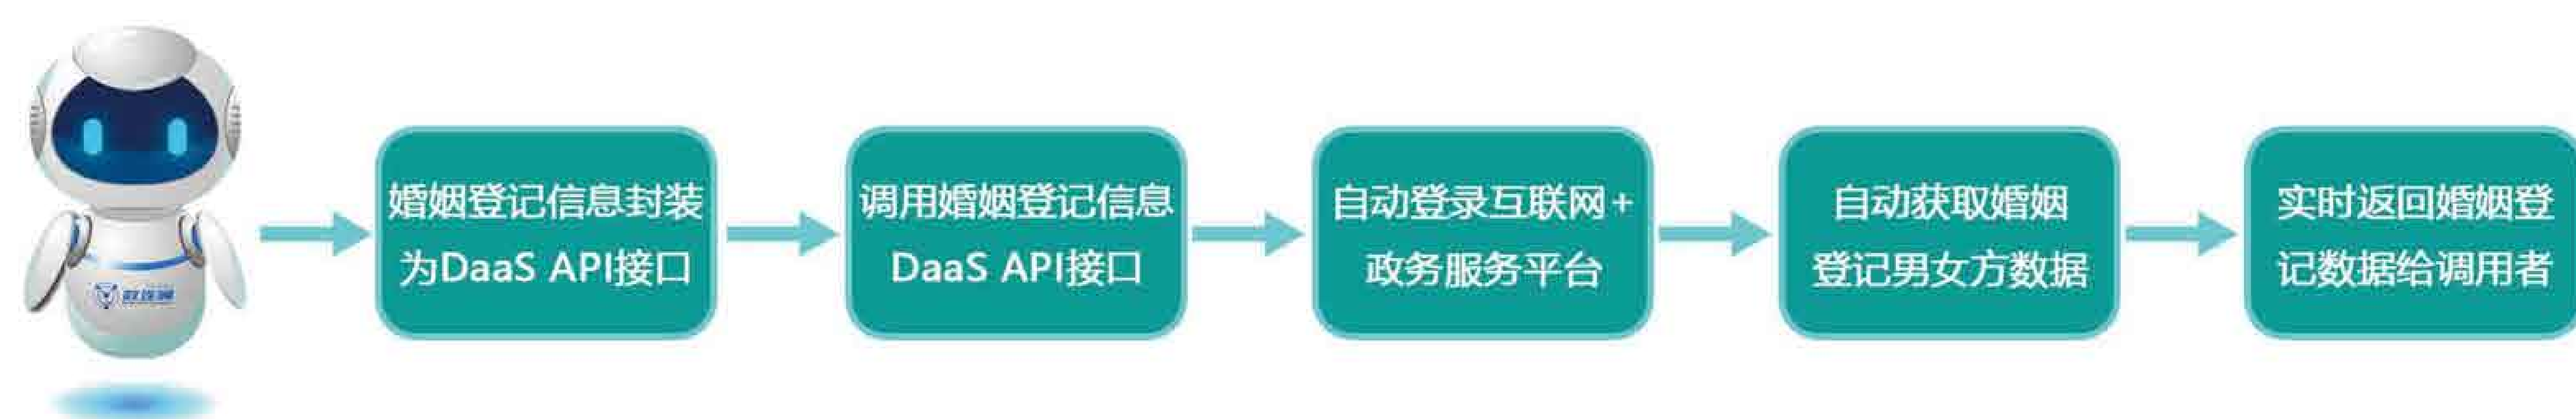 婚姻登记信息封装
为DaaS API接口
调用婚姻登记信息
DaaS API接口
自动登录互联网+
政务服务平台
自动获取婚姻
登记男女方数据
实时返回婚姻登
记数据给调用者